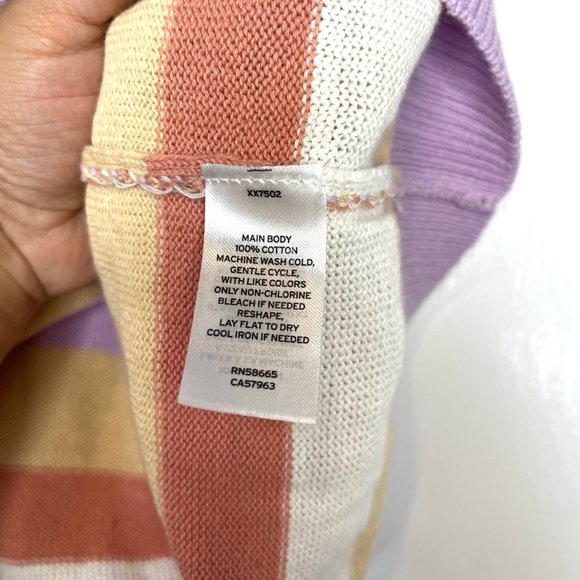 XX7502
MAIN BODY
100% COTTON
MACHINE WASH COLD,
GENTLE CYCLE,
WITH LIKE COLORS
ONLY NON-CHLORINE
BLEACH IF NEEDED
RESHAPE,
LAY FLAT TO DRY
COOL IRON IF NEEDED
RN58665
CA57963